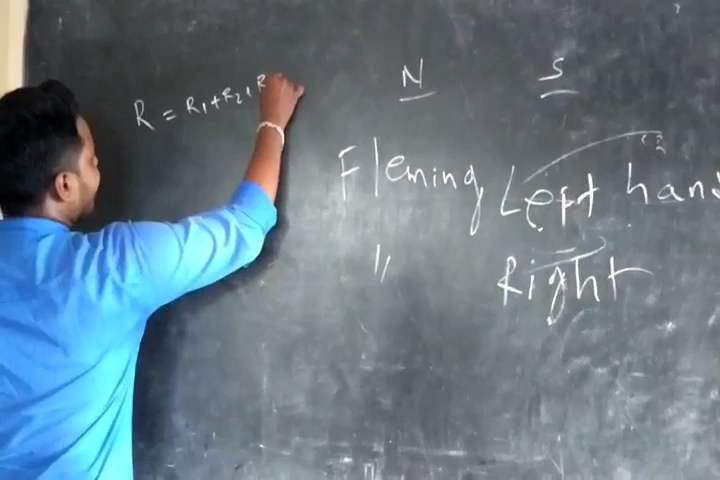 N S
R = R1 + R2 + R
Fleming Left hand
" Right